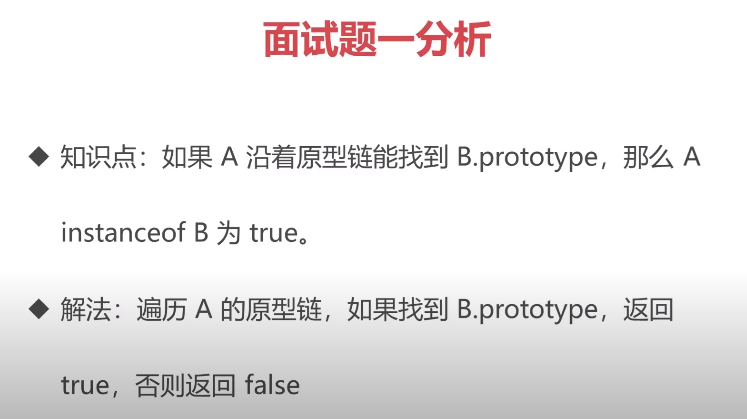 面试题一分析
◆ 知识点：如果 A 沿着原型链能找到 B.prototype，那么 A
instanceof B 为 true。
◆ 解法：遍历 A 的原型链，如果找到 B.prototype，返回
true，否则返回 false